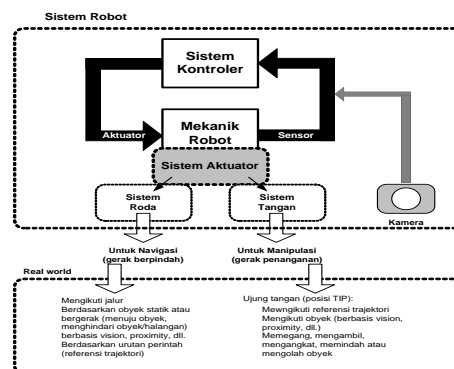 Sistem Robot
Sistem
Kontroler
Aktuator
Mekanik
Robot
Sensor
Sistem Aktuator
Sistem
Roda
Sistem
Tangan
Kamera
Untuk Navigasi
(gerak berpindah)
Untuk Manipulasi
(gerak penanganan)
Real world
Mengikuti jalur
Berdasarkan obyek statik atau
bergerak (menuju obyek,
menghindari obyek/halangan)
berbasis vision, proximity, dll.
Berdasarkan urutan perintah
(referensi trajektori)
Ujung tangan (posisi TIP):
Mewngikuti referensi trajektori
Mengikuti obyek (berbasis vision,
proximity, dll.)
Memegang, mengambil,
mengangkat, memindah atau
mengolah obyek